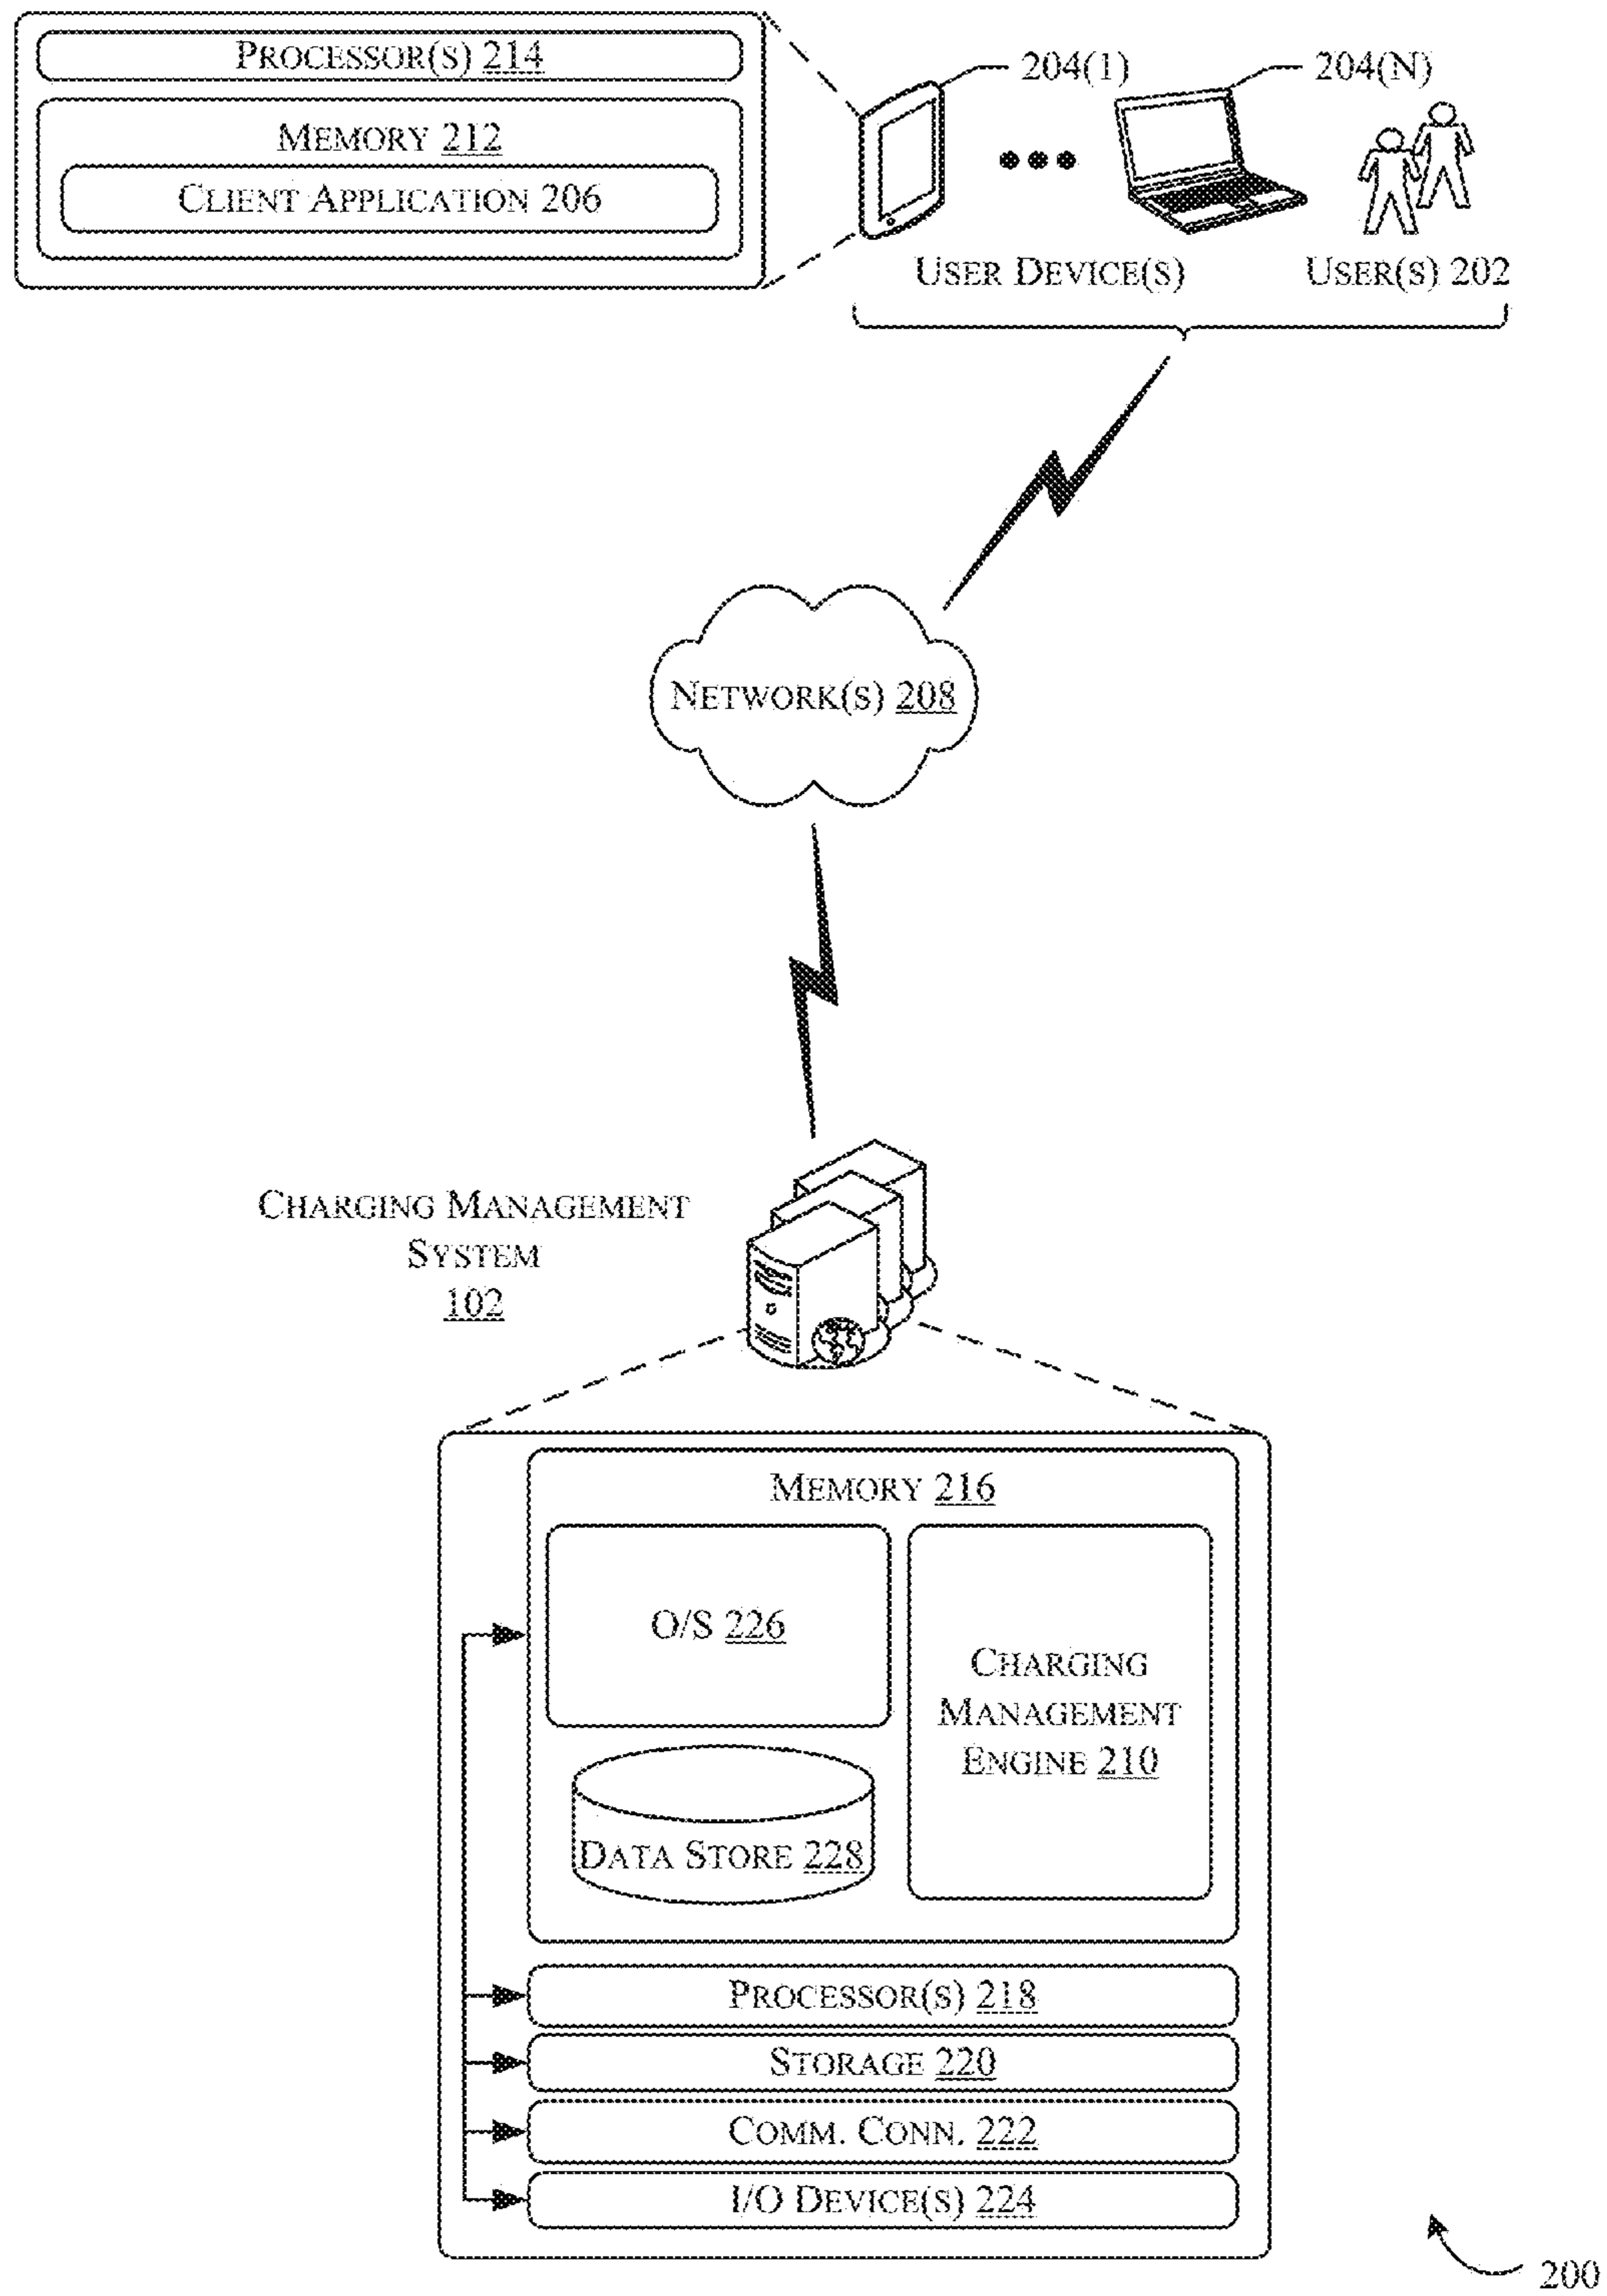 PROCESSOR(S) 214
MEMORY 212
CLIENT APPLICATION 206
204(1)
204(N)
USER DEVICE(S)
USER(S) 202
NETWORK(S) 208
CHARGING MANAGEMENT
SYSTEM
102
MEMORY 216
O/S 226
CHARGING
MANAGEMENT
ENGINE 210
DATA STORE 228
PROCESSOR(S) 218
STORAGE 220
COMM. CONN. 222
I/O DEVICE(S) 224
200